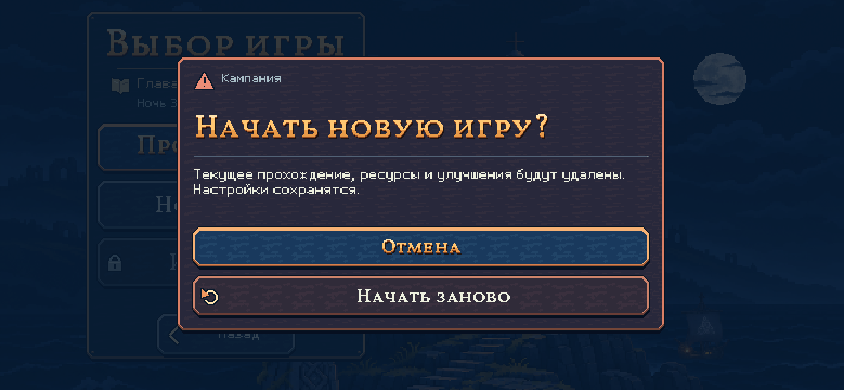 Выбор игры
Кампания
Начать новую игру?
Текущее прохождение, ресурсы и улучшения будут удалены.
Настройки сохранятся.
Отмена
Начать заново
Назад